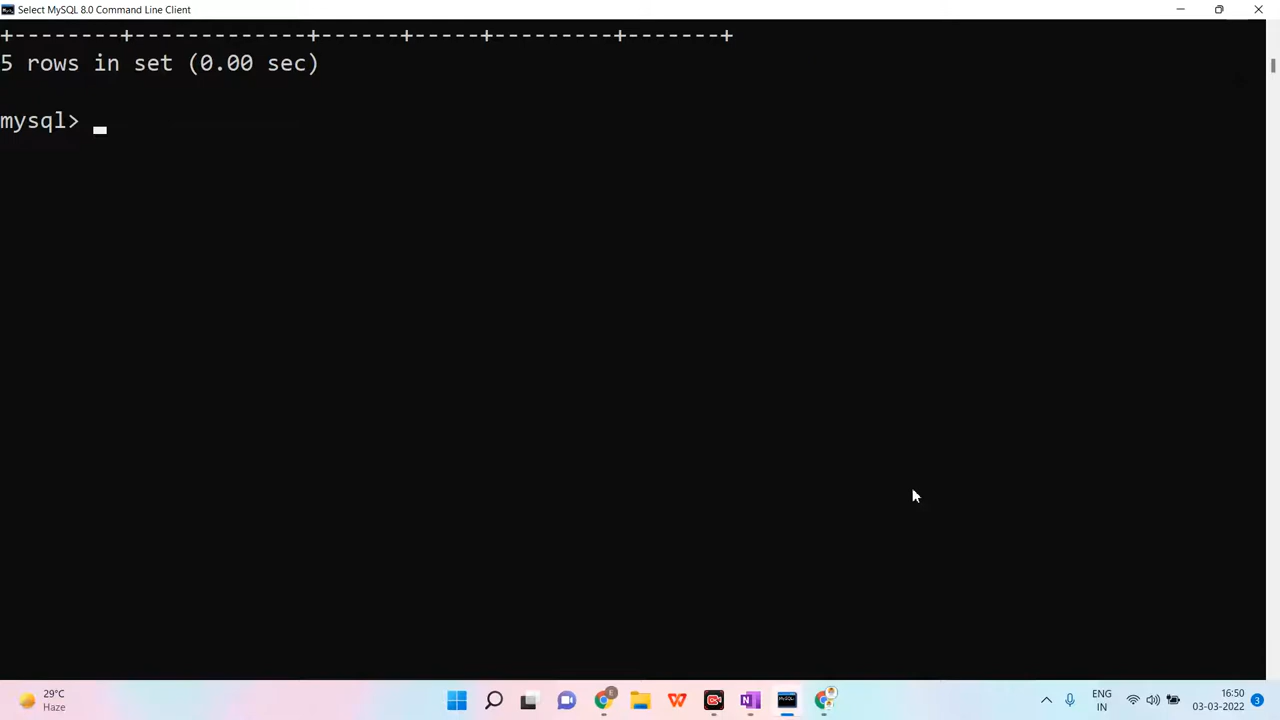 Select MySQL 8.0 Command Line Client
+--------+-------------+------+-----+---------+-------+
5 rows in set (0.00 sec)
mysql>
29°C
Haze
E
W
N
MySQL
ENG
IN
16:50
03-03-2022
3